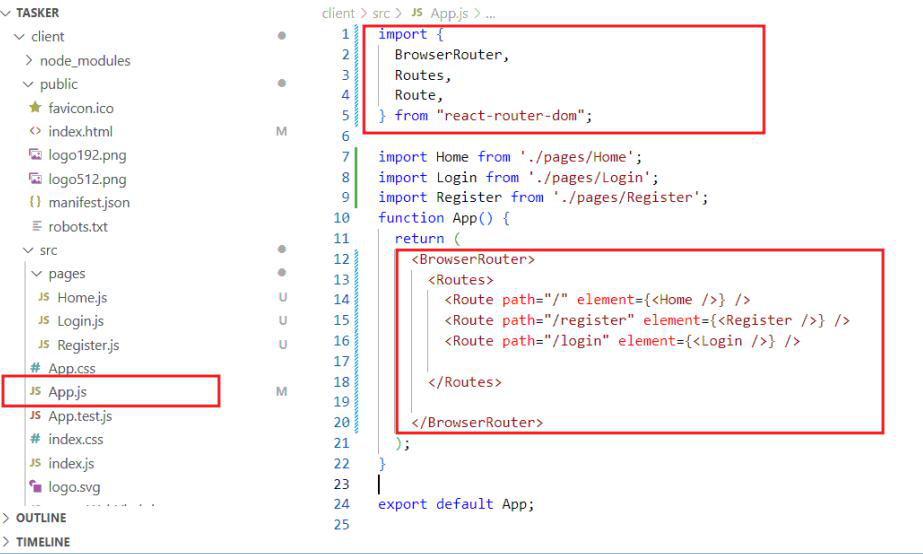 TASKER
client
node_modules
public
favicon.ico
index.html M
logo192.png
logo512.png
manifest.json
robots.txt
src
pages
JS Home.js U
JS Login.js U
JS Register.js U
# App.css
JS App.js M
JS App.test.js
# index.css
JS index.js
logo.svg
OUTLINE
TIMELINE
client > src > JS App.js > ...
1 import {
2   BrowserRouter,
3   Routes,
4   Route,
5 } from "react-router-dom";
6
7 import Home from './pages/Home';
8 import Login from './pages/Login';
9 import Register from './pages/Register';
10 function App() {
11   return (
12     <BrowserRouter>
13       <Routes>
14         <Route path="/" element={<Home />} />
15         <Route path="/register" element={<Register />} />
16         <Route path="/login" element={<Login />} />
17
18       </Routes>
19
20     </BrowserRouter>
21   );
22 }
23
24 export default App;
25